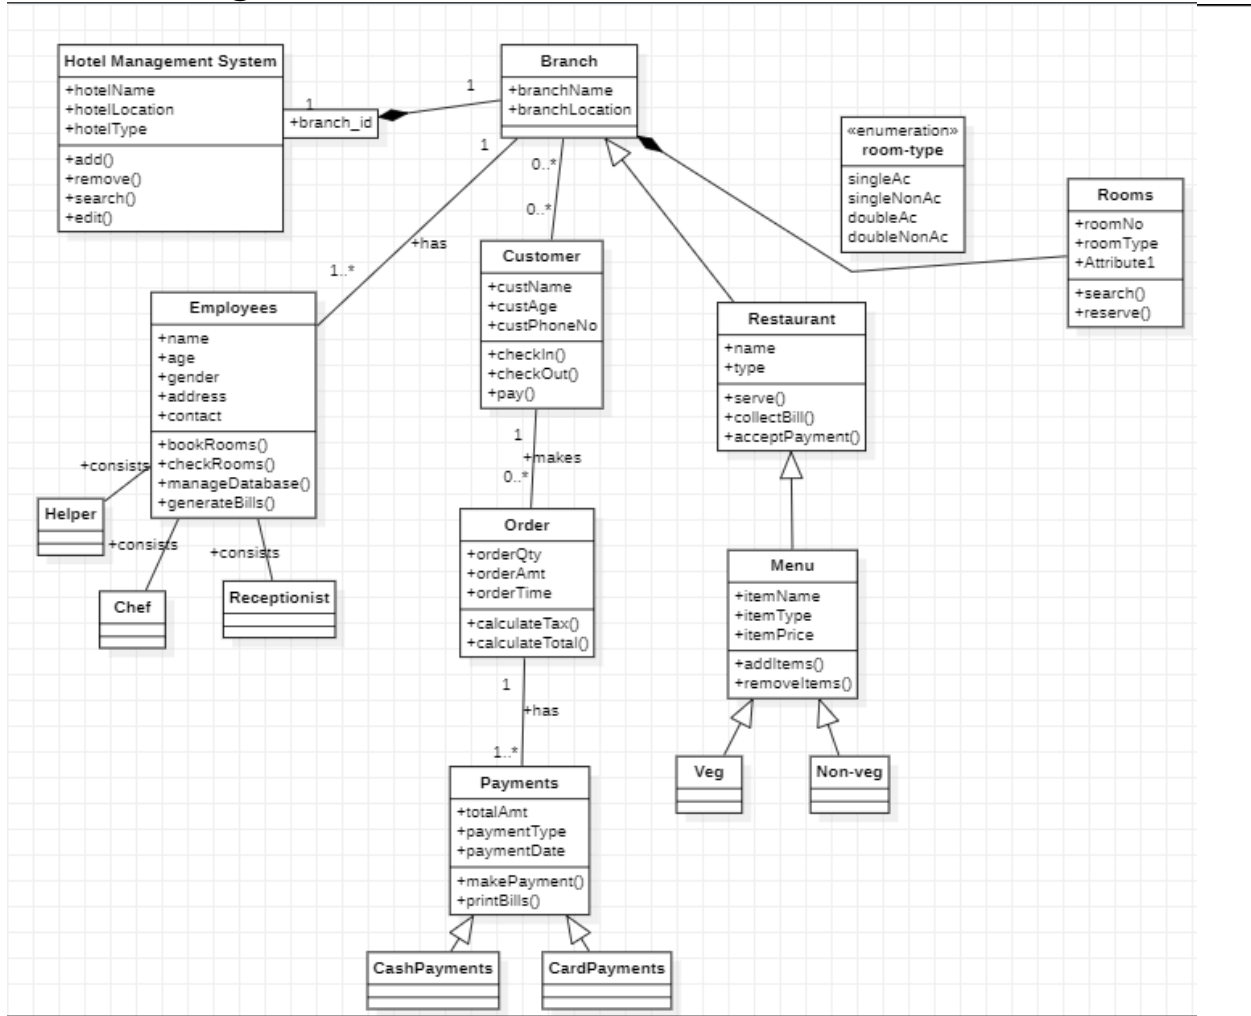 Hotel Management System
+hotelName
+hotelLocation
+hotelType
+add()
+remove()
+search()
+edit()
1
+branch_id
1
Branch
+branchName
+branchLocation
1
0..*
0..*
+has
1..*
«enumeration»
room-type
singleAc
singleNonAc
doubleAc
doubleNonAc
Rooms
+roomNo
+roomType
+Attribute1
+search()
+reserve()
Employees
+name
+age
+gender
+address
+contact
+bookRooms()
+checkRooms()
+manageDatabase()
+generateBills()
Customer
+custName
+custAge
+custPhoneNo
+checkIn()
+checkOut()
+pay()
Restaurant
+name
+type
+serve()
+collectBill()
+acceptPayment()
+consists
Helper
+consists
Chef
+consists
Receptionist
1
+makes
0..*
Order
+orderQty
+orderAmt
+orderTime
+calculateTax()
+calculateTotal()
Menu
+itemName
+itemType
+itemPrice
+addItems()
+removeItems()
Veg
Non-veg
1
+has
1..*
Payments
+totalAmt
+paymentType
+paymentDate
+makePayment()
+printBills()
CashPayments
CardPayments